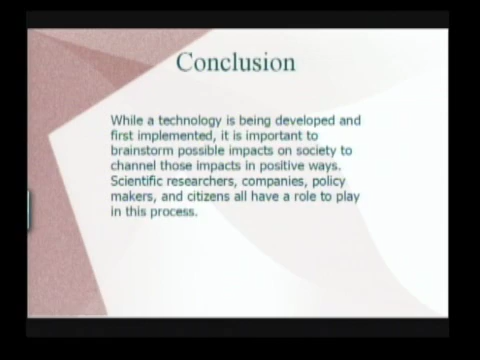 Conclusion
While a technology is being developed and
first implemented, it is important to
brainstorm possible impacts on society to
channel those impacts in positive ways.
Scientific researchers, companies, policy
makers, and citizens all have a role to play
in this process.